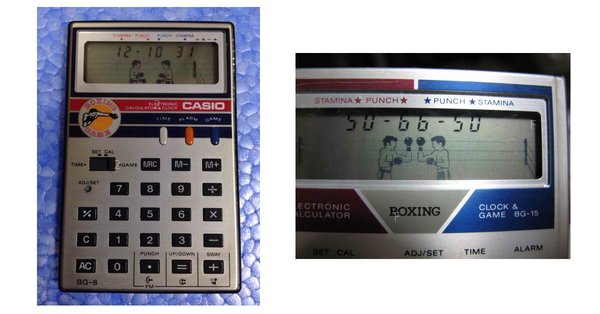 STAMINA PUNCH PUNCH STAMINA ÷ × − +
12-10 31
ELECTRONIC CALCULATOR & CLOCK CASIO
BOXING GAME
TIME ALARM GAME
SET CAL
TIME GAME MRC M− M+
ADJ/SET 7 8 9 ÷
% 4 5 6 ×
C 1 2 3 −
PUNCH UP/DOWN SWAY
AC 0 • = +
BG-8 PM
STAMINA★ PUNCH★ ★PUNCH ★STAMINA
50-66-50
ELECTRONIC CALCULATOR
BOXING
CLOCK & GAME BG-15
SET CAL ADJ/SET TIME ALARM